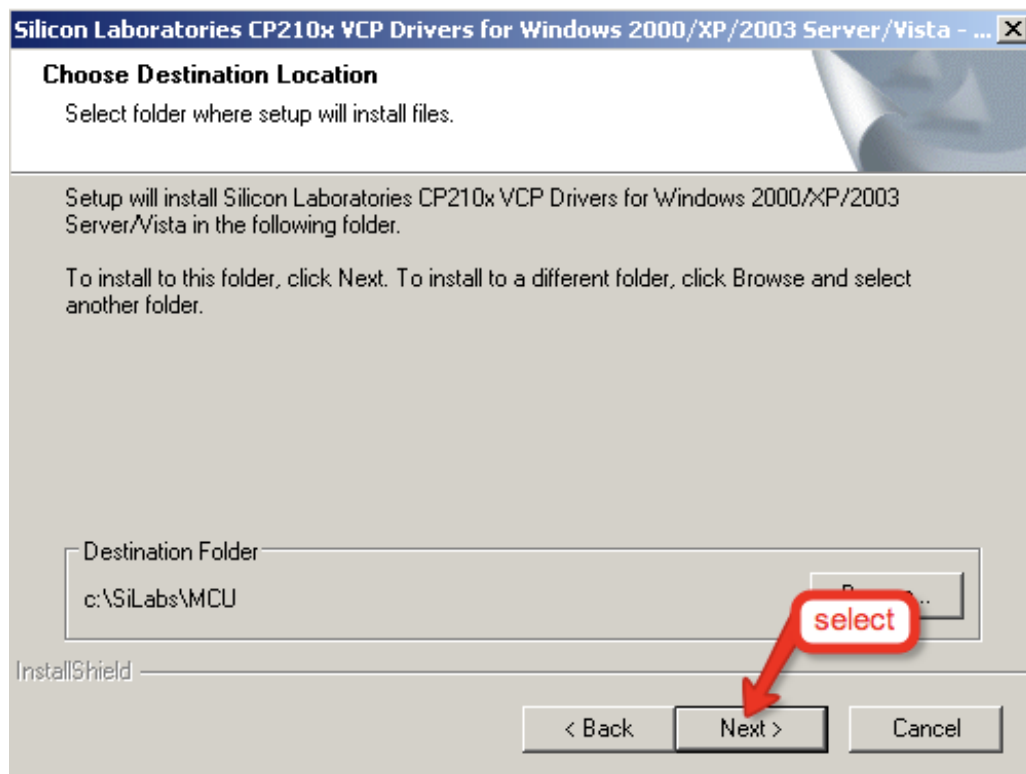 Silicon Laboratories CP210x VCP Drivers for Windows 2000/XP/2003 Server/Vista - ...
Choose Destination Location
Select folder where setup will install files.
Setup will install Silicon Laboratories CP210x VCP Drivers for Windows 2000/XP/2003
Server/Vista in the following folder.
To install to this folder, click Next. To install to a different folder, click Browse and select
another folder.
Destination Folder
c:\SiLabs\MCU
select
InstallShield
< Back
Next >
Cancel